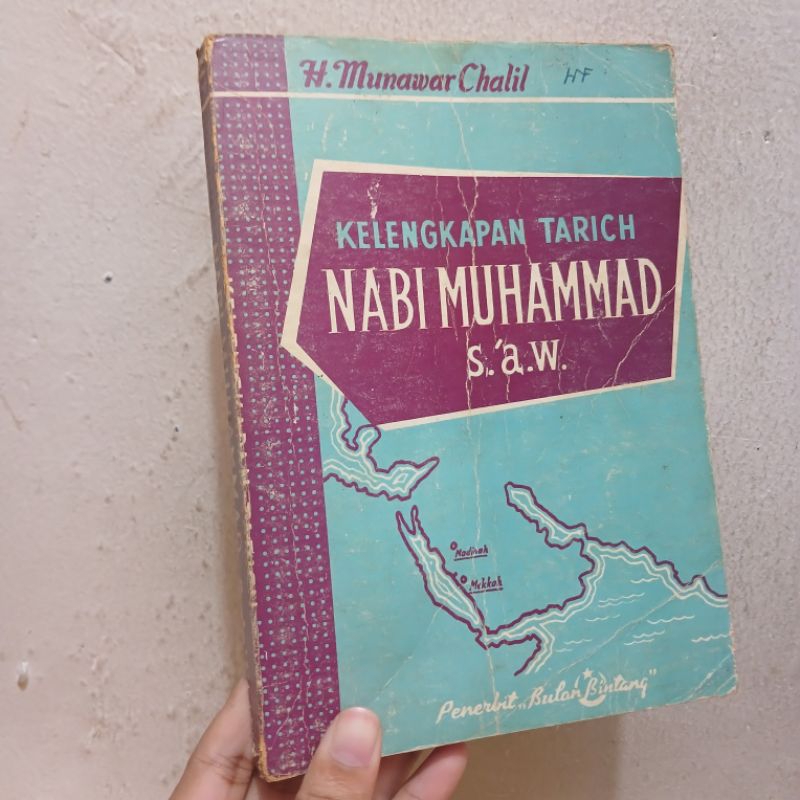 H. Munawar Chalil
HF
KELENGKAPAN TARICH
NABI MUHAMMAD
s.'a.w.
Madinah
Mekkah
Penerbit „Bulan Bintang"